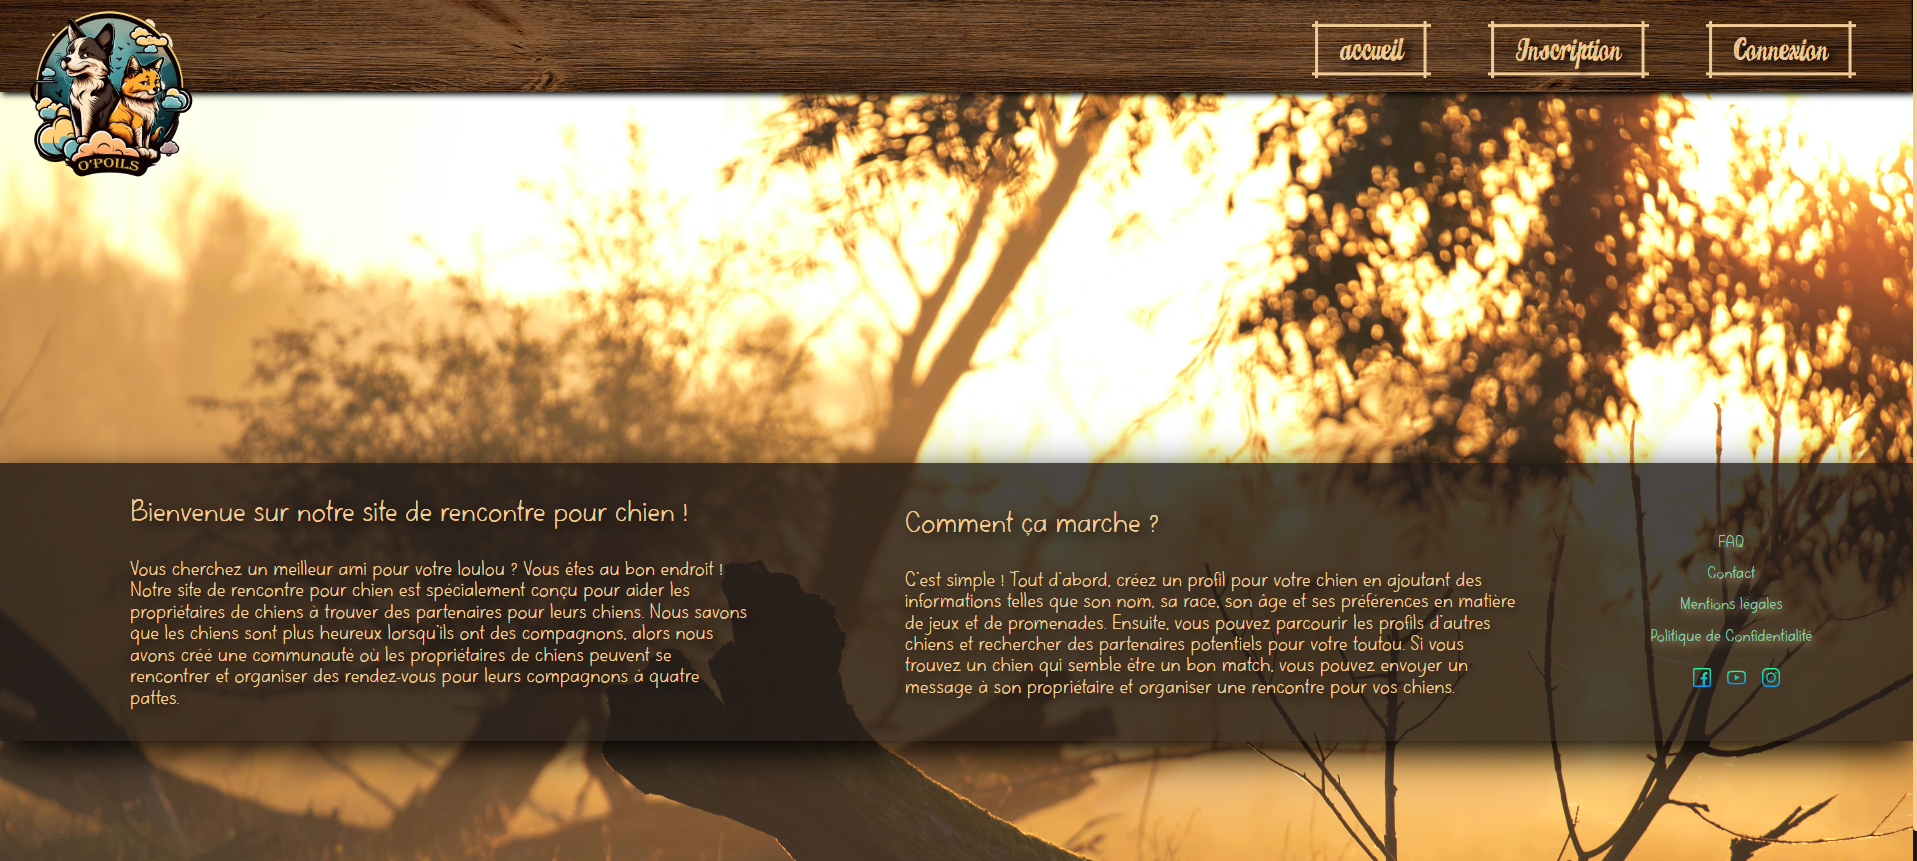 O'POILS
accueil
Inscription
Connexion
Bienvenue sur notre site de rencontre pour chien !
Vous cherchez un meilleur ami pour votre loulou ? Vous êtes au bon endroit !
Notre site de rencontre pour chien est spécialement conçu pour aider les
propriétaires de chiens à trouver des partenaires pour leurs chiens. Nous savons
que les chiens sont plus heureux lorsqu'ils ont des compagnons, alors nous
avons créé une communauté où les propriétaires de chiens peuvent se
rencontrer et organiser des rendez-vous pour leurs compagnons à quatre
pattes.
Comment ça marche ?
C'est simple ! Tout d'abord, créez un profil pour votre chien en ajoutant des
informations telles que son nom, sa race, son âge et ses préférences en matière
de jeux et de promenades. Ensuite, vous pouvez parcourir les profils d'autres
chiens et rechercher des partenaires potentiels pour votre toutou. Si vous
trouvez un chien qui semble être un bon match, vous pouvez envoyer un
message à son propriétaire et organiser une rencontre pour vos chiens.
FAQ
Contact
Mentions légales
Politique de Confidentialité